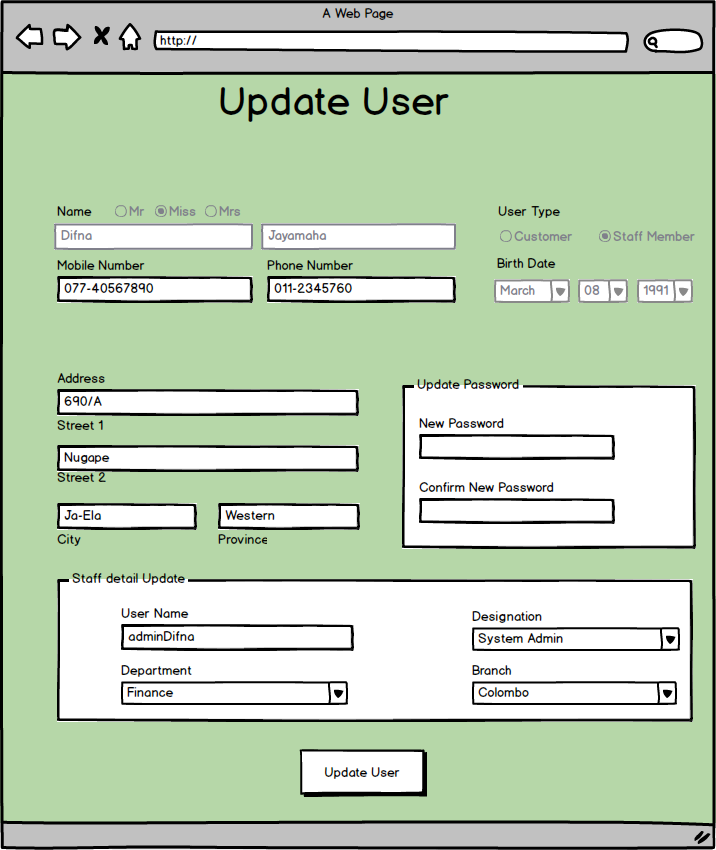 A Web Page
http://
Update User
Name Mr Miss Mrs
User Type
Difna Jayamaha
Customer Staff Member
Mobile Number Phone Number
Birth Date
077-40567890 011-2345760
March 08 1991
Address
690/A
Street 1
Nugape
Street 2
Ja-Ela Western
City Province
Update Password
New Password
Confirm New Password
Staff detail Update
User Name Designation
adminDifna System Admin
Department Branch
Finance Colombo
Update User